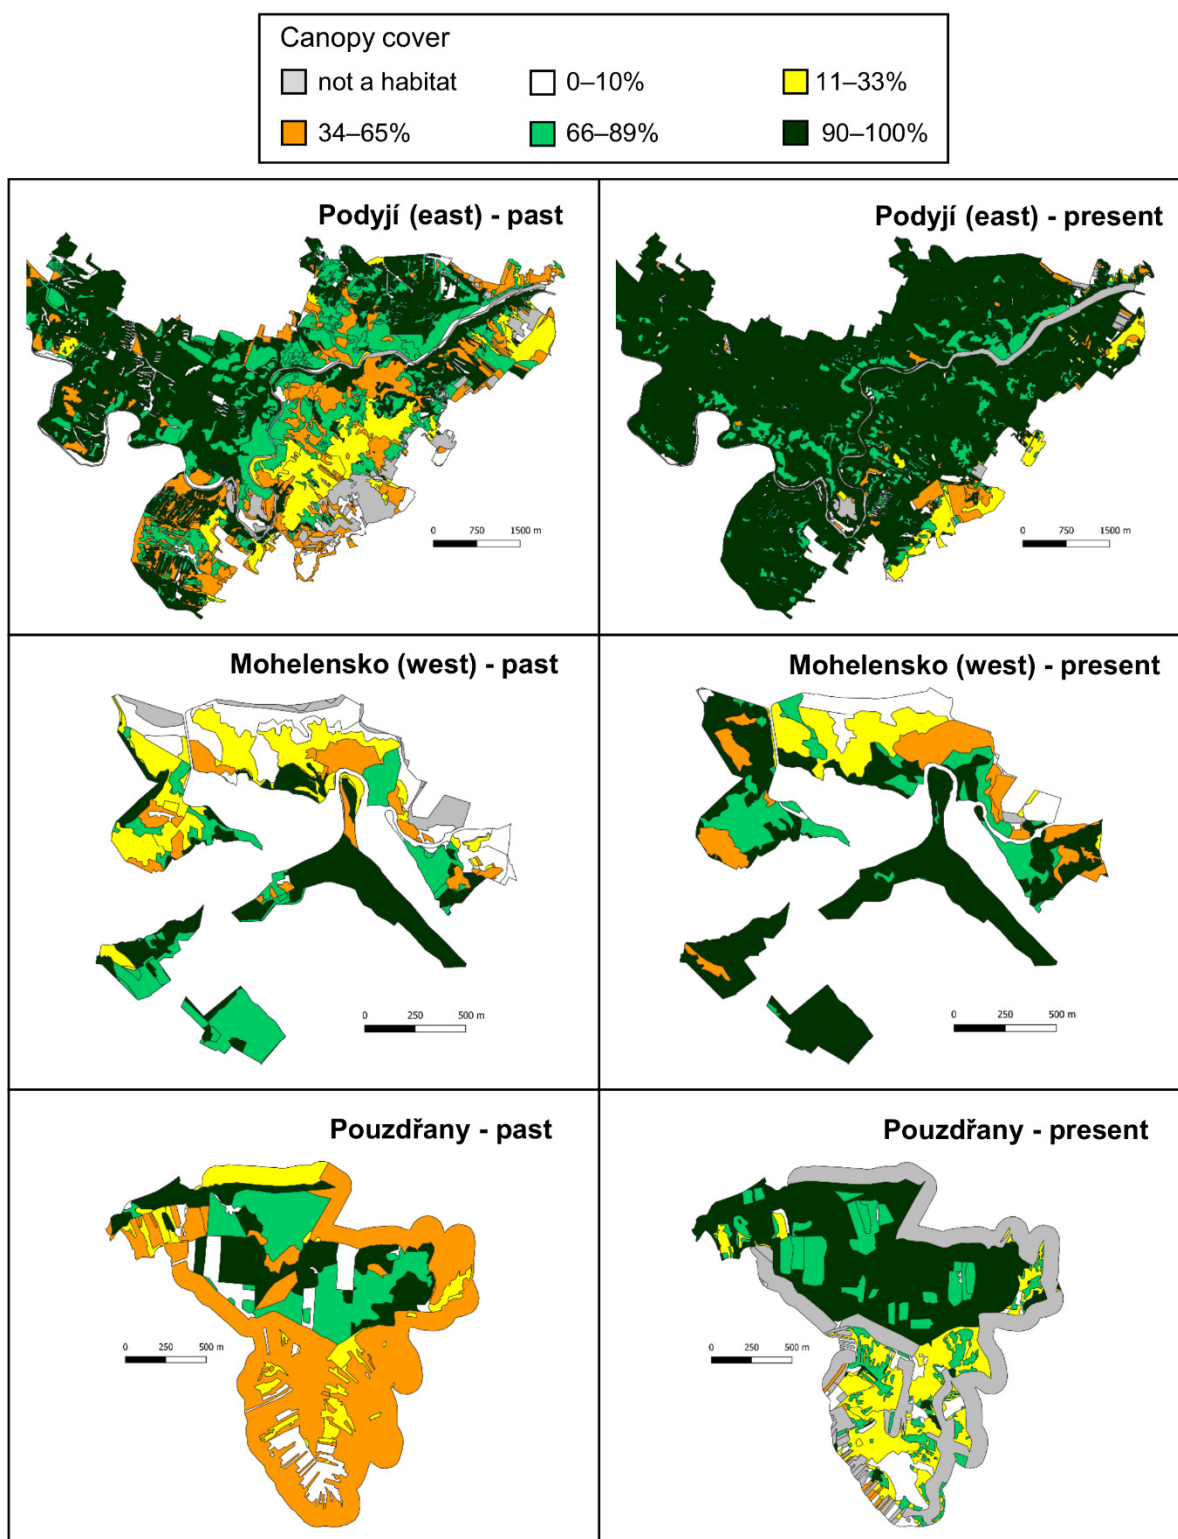 Canopy cover
not a habitat 0–10% 11–33%
34–65% 66–89% 90–100%
Podyjí (east) - past
Podyjí (east) - present
0 750 1500 m
0 750 1500 m
Mohelensko (west) - past
Mohelensko (west) - present
0 250 500 m
0 250 500 m
Pouzdřany - past
Pouzdřany - present
0 250 500 m
0 250 500 m